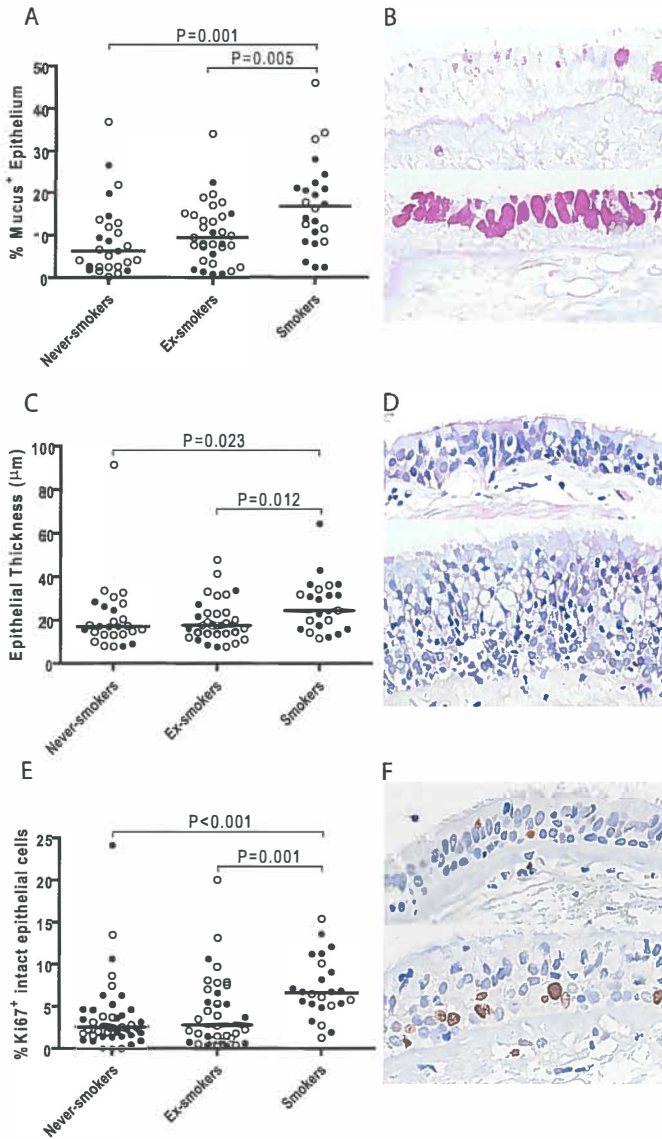 A
B
P=0.001
P=0.005
50
40
30
20
10
0
% Mucus + Epithelium
Never-smokers
Ex-smokers
Smokers
C
D
P=0.023
P=0.012
100
80
60
40
20
0
Epithelial Thickness (μm)
Never-smokers
Ex-smokers
Smokers
E
F
P<0.001
P=0.001
25
20
15
10
5
0
% Ki67+ intact epithelial cells
Never-smokers
Ex-smokers
Smokers